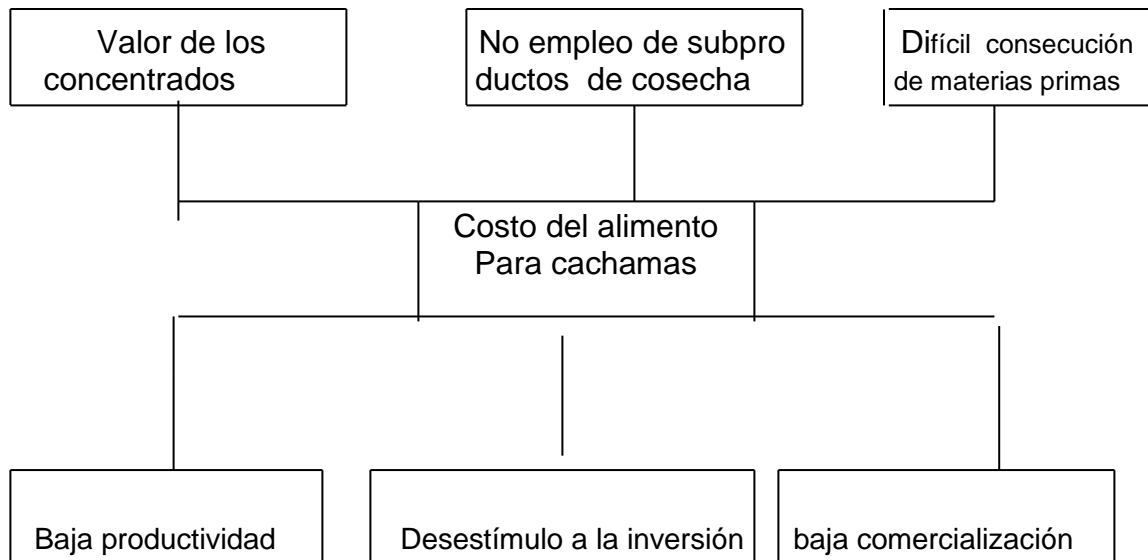 Valor de los
concentrados
No empleo de subpro
ductos de cosecha
Difícil consecución
de materias primas
Costo del alimento
Para cachamas
Baja productividad
Desestímulo a la inversión
baja comercialización